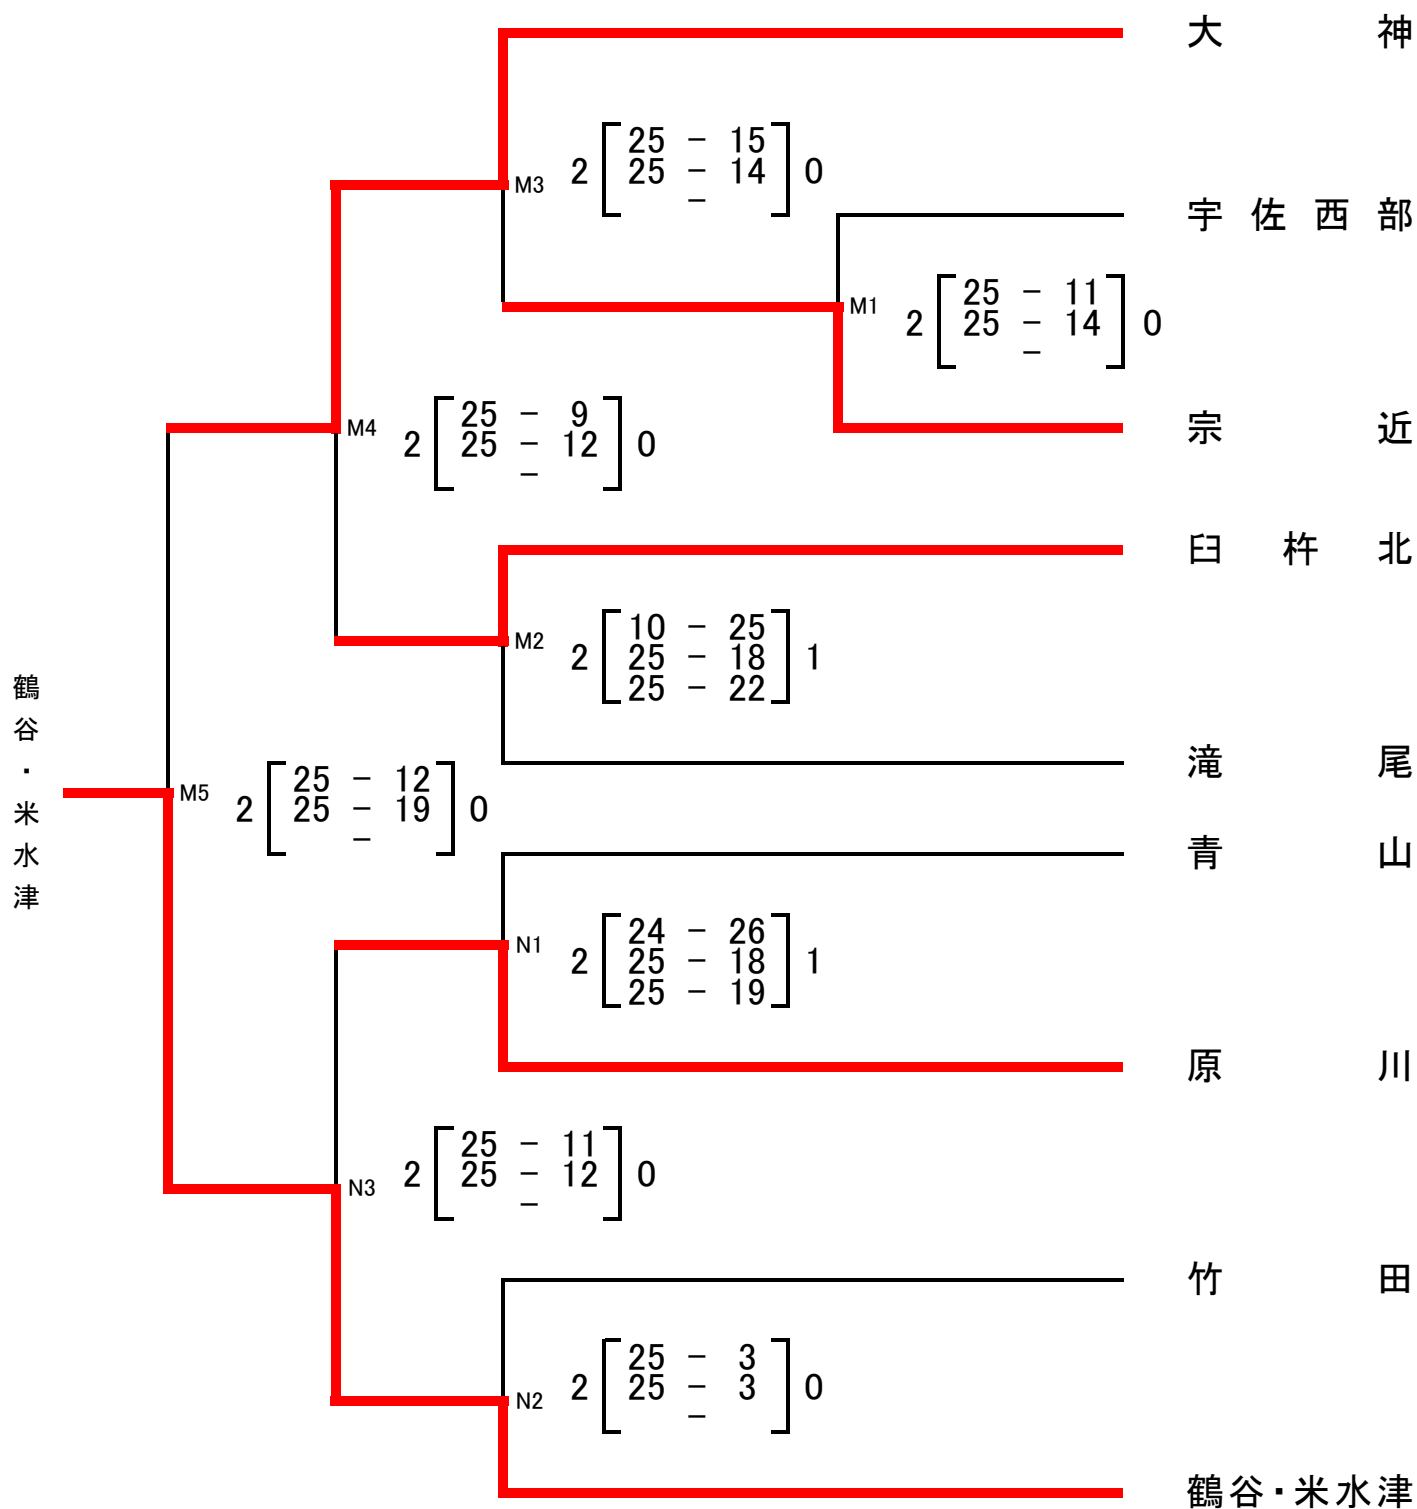 大神
M3 2 [ 25 - 15 ] 0
25 - 14
-
宇佐西部
M1 2 [ 25 - 11 ] 0
25 - 14
-
宗近
M4 2 [ 25 - 9 ] 0
25 - 12
-
臼杵北
M2 2 [ 10 - 25 ] 1
25 - 18
25 - 22
滝尾
鶴谷・米水津
M5 2 [ 25 - 12 ] 0
25 - 19
-
青山
N1 2 [ 24 - 26 ] 1
25 - 18
25 - 19
原川
N3 2 [ 25 - 11 ] 0
25 - 12
-
竹田
N2 2 [ 25 - 3 ] 0
25 - 3
-
鶴谷・米水津